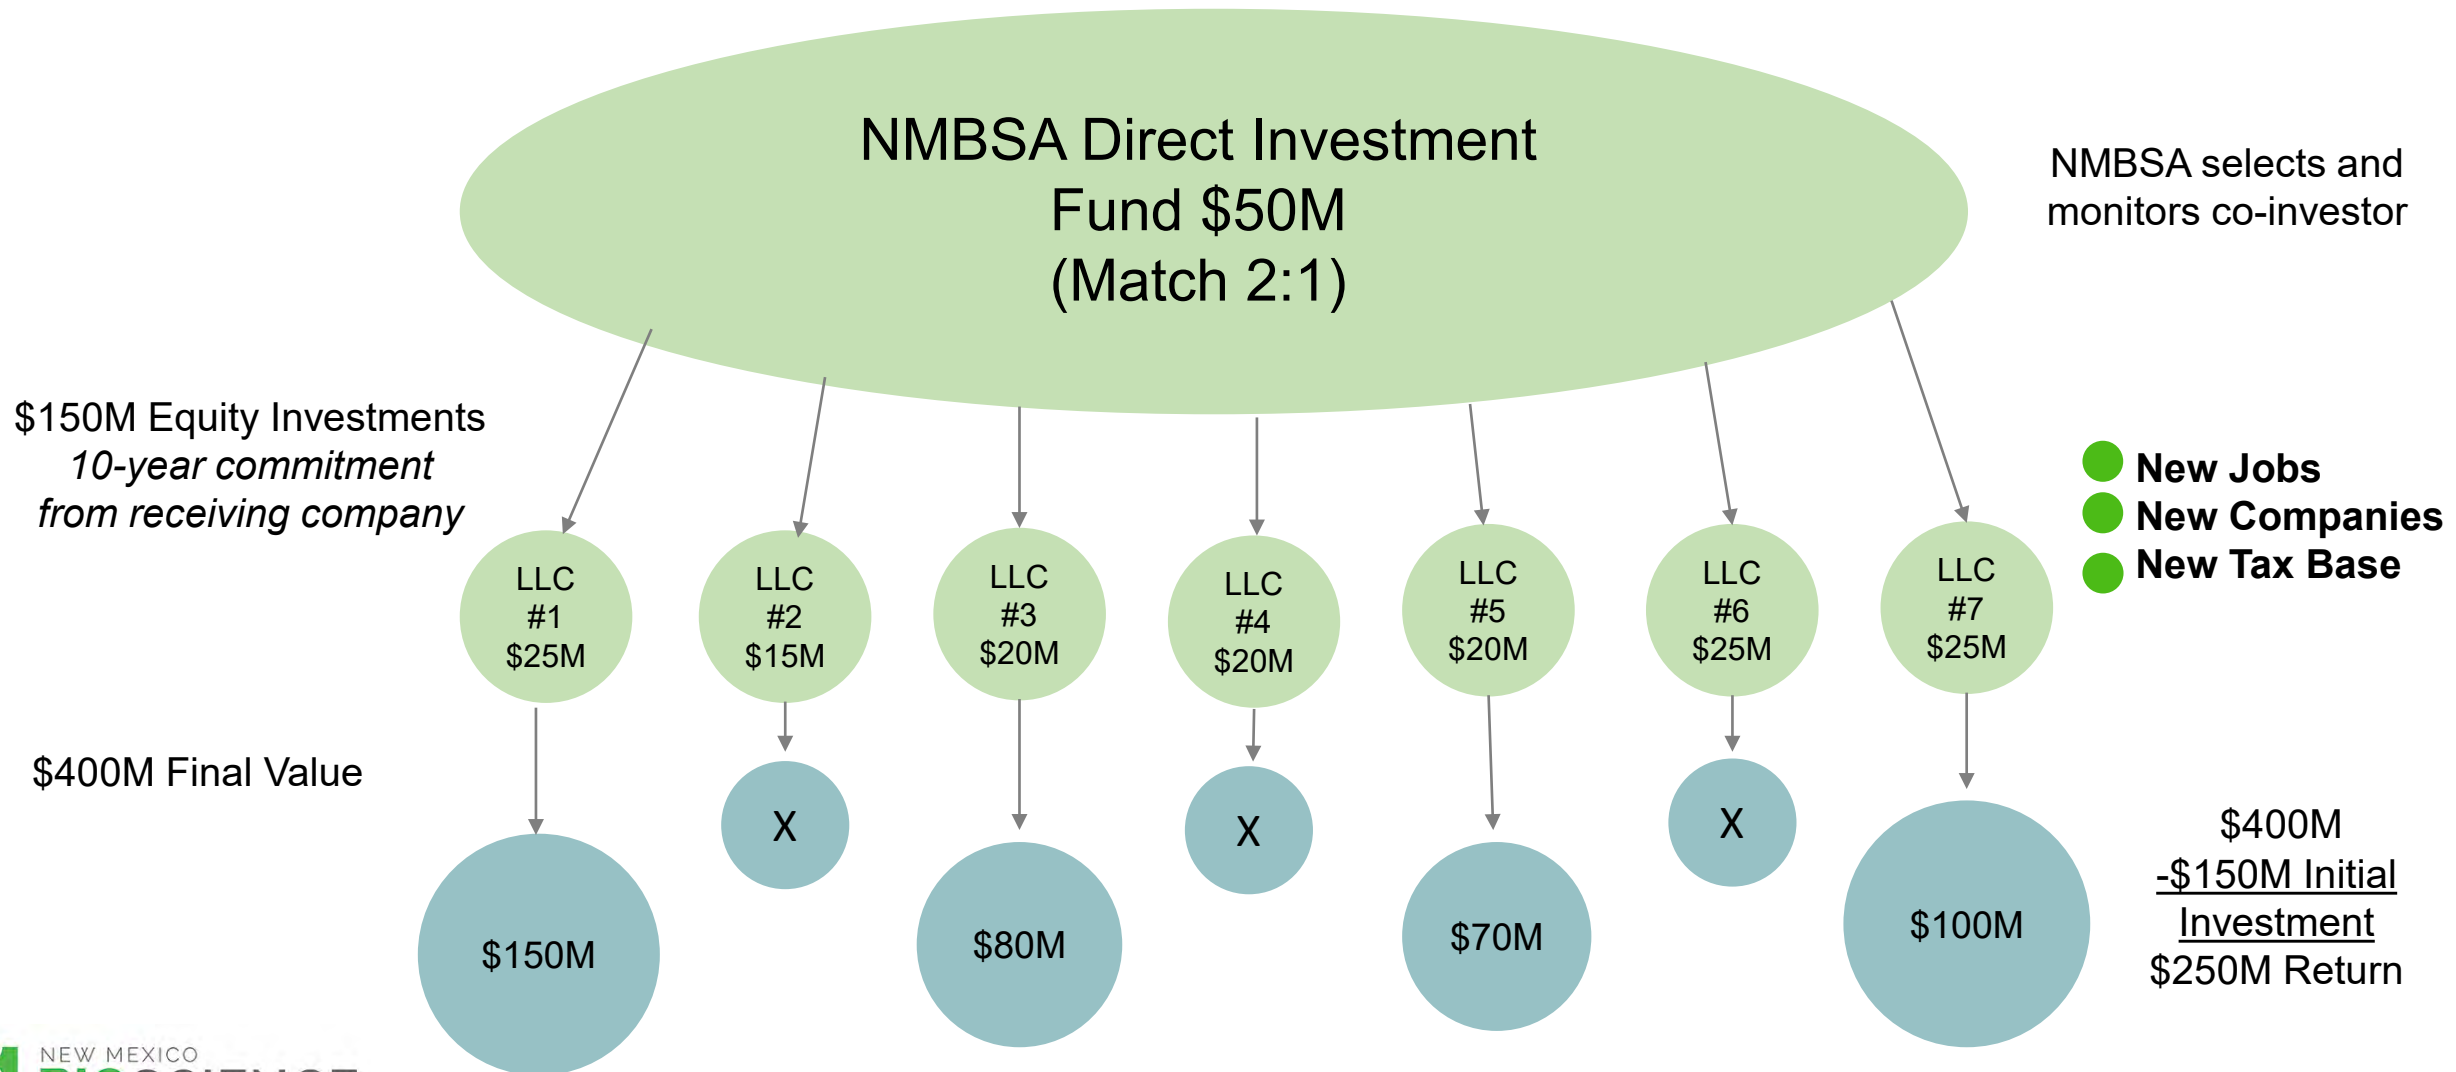 NMBSA Direct Investment
Fund $50M
(Match 2:1)
NMBSA selects and
monitors co-investor
$150M Equity Investments
10-year commitment
from receiving company
New Jobs
New Companies
New Tax Base
LLC
#1
$25M
LLC
#2
$15M
LLC
#3
$20M
LLC
#4
$20M
LLC
#5
$20M
LLC
#6
$25M
LLC
#7
$25M
$400M Final Value
$150M
X
$80M
X
$70M
X
$100M
$400M
-$150M Initial
Investment
$250M Return
NEW MEXICO